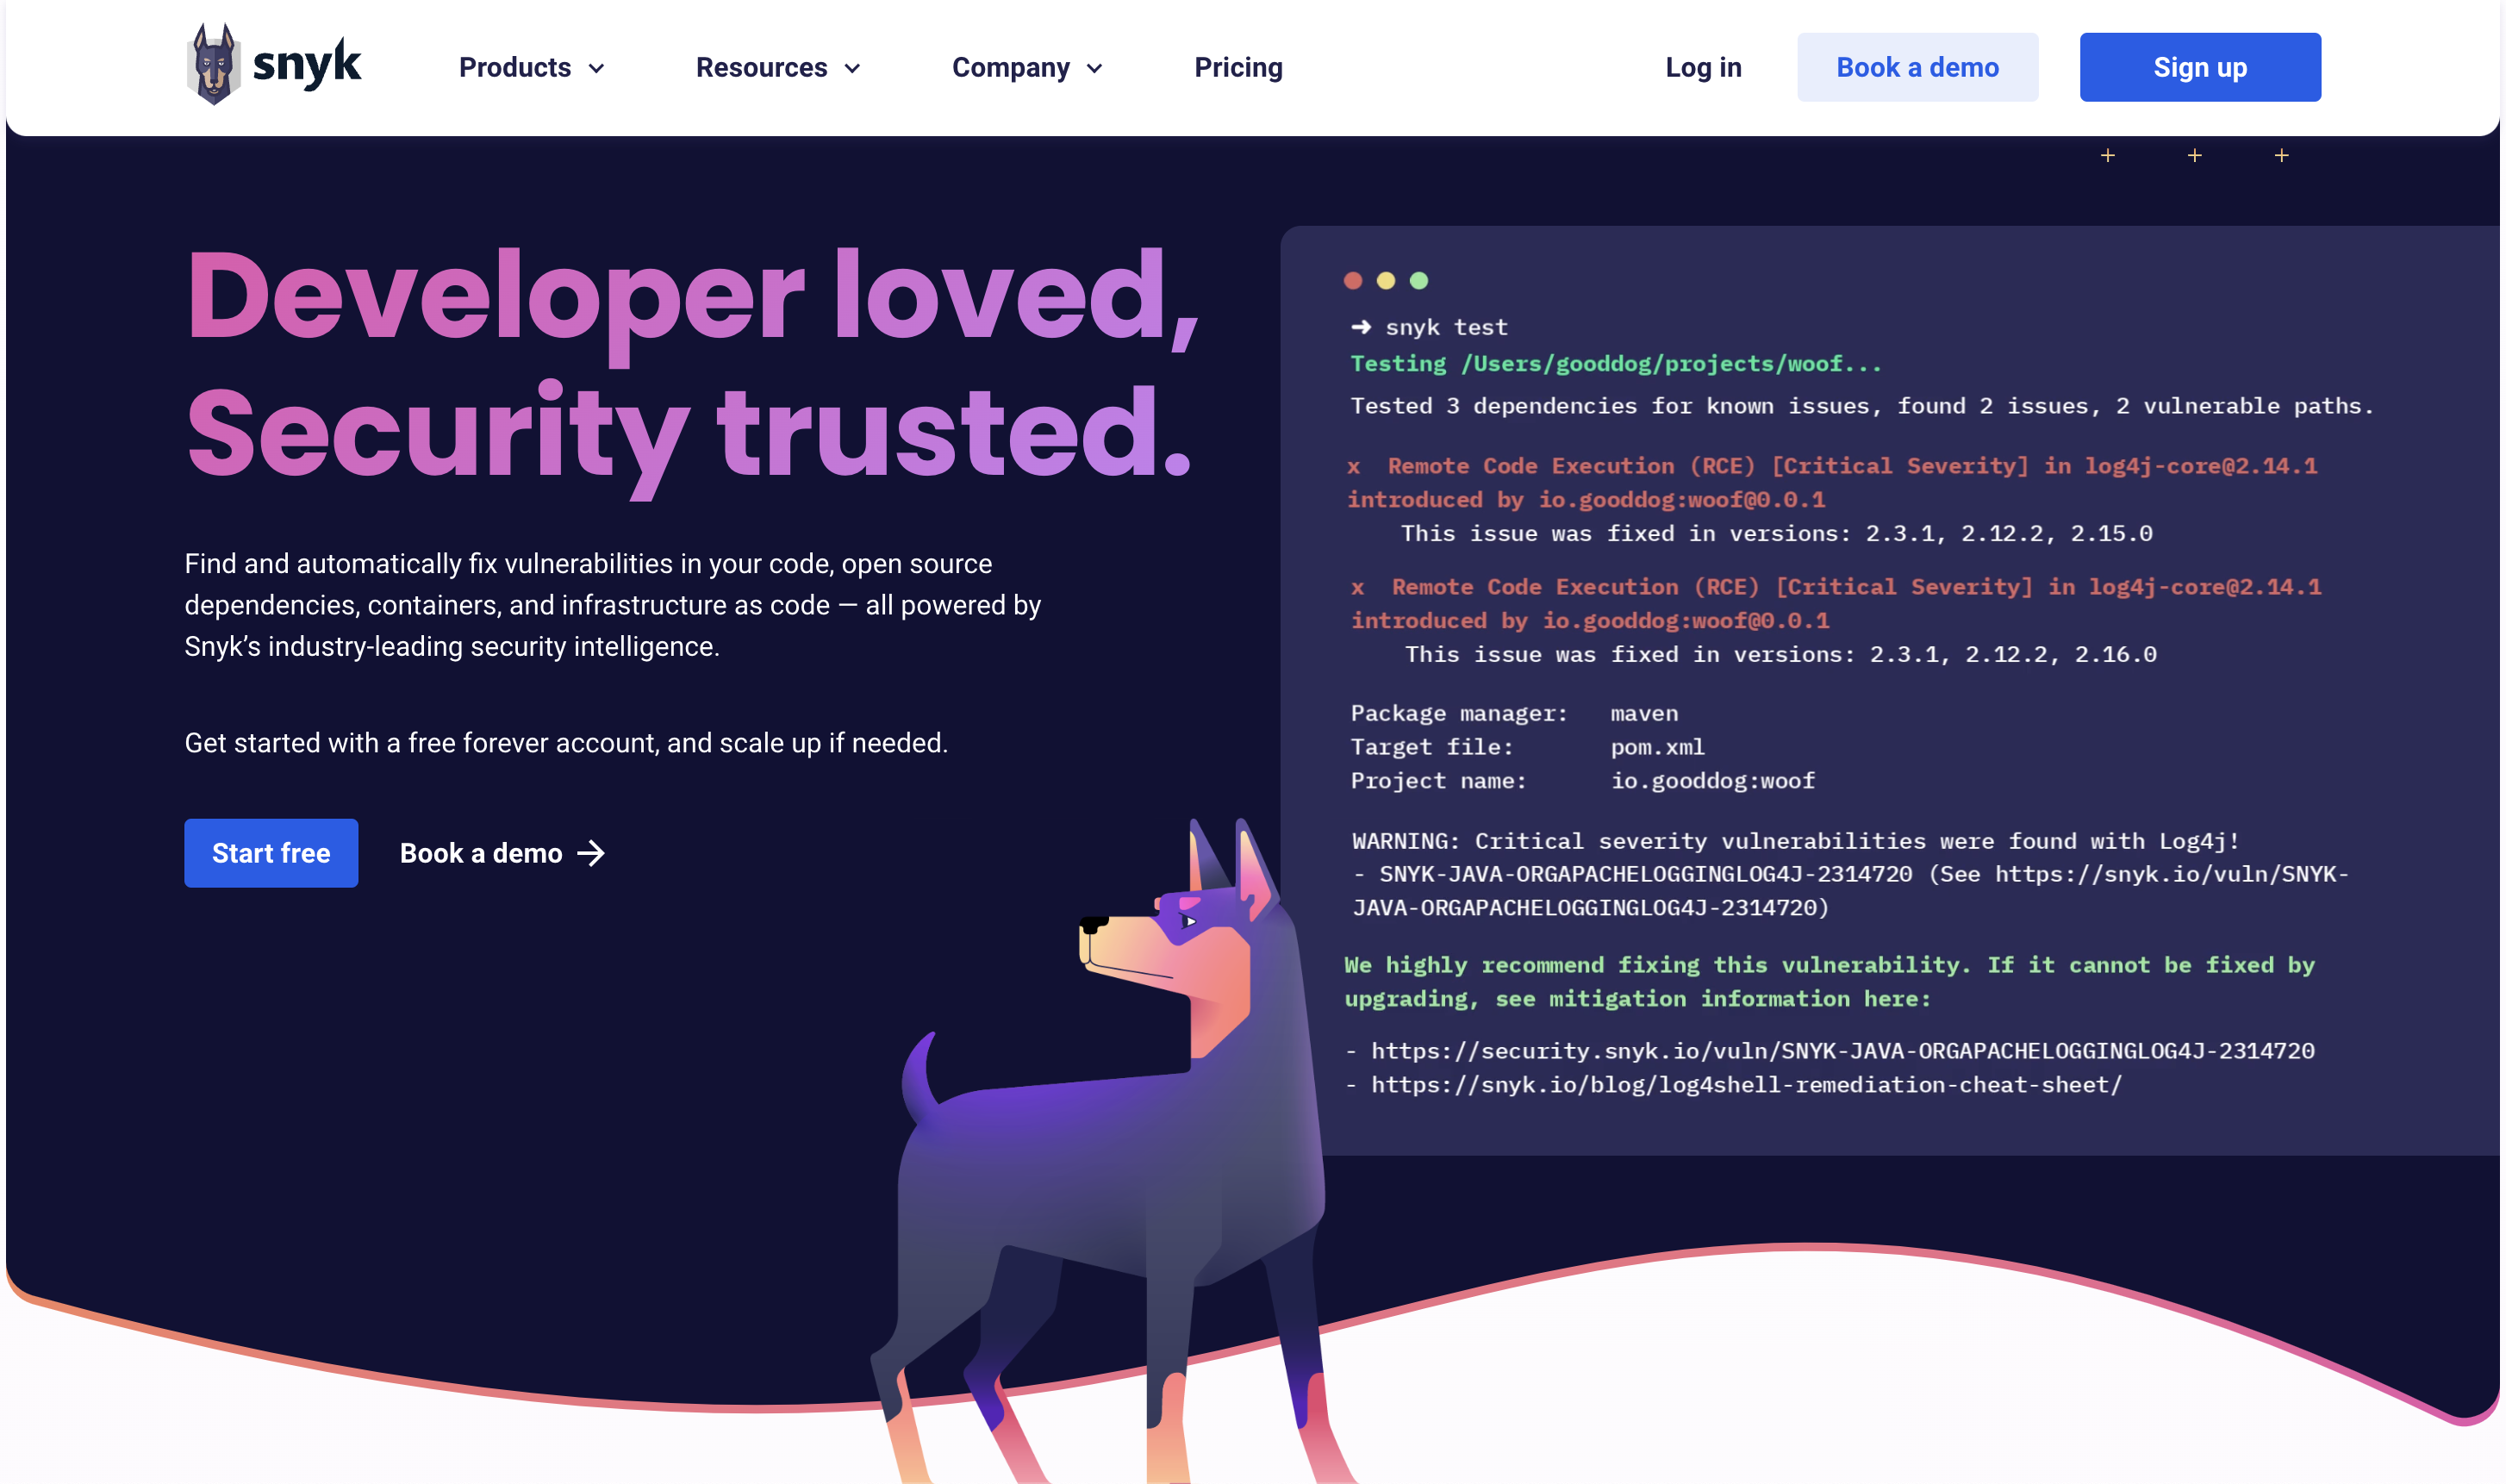 snyk
Products
Resources
Company
Pricing
Log in
Book a demo
Sign up
Developer loved,
Security trusted.
Find and automatically fix vulnerabilities in your code, open source
dependencies, containers, and infrastructure as code — all powered by
Snyk’s industry-leading security intelligence.
Get started with a free forever account, and scale up if needed.
Start free
Book a demo →
➜ snyk test
Testing /Users/gooddog/projects/woof...
Tested 3 dependencies for known issues, found 2 issues, 2 vulnerable paths.
x Remote Code Execution (RCE) [Critical Severity] in log4j-core@2.14.1
introduced by io.gooddog:woof@0.0.1
This issue was fixed in versions: 2.3.1, 2.12.2, 2.15.0
x Remote Code Execution (RCE) [Critical Severity] in log4j-core@2.14.1
introduced by io.gooddog:woof@0.0.1
This issue was fixed in versions: 2.3.1, 2.12.2, 2.16.0
Package manager: maven
Target file: pom.xml
Project name: io.gooddog:woof
WARNING: Critical severity vulnerabilities were found with Log4j!
- SNYK-JAVA-ORGAPACHELOGGINGLOG4J-2314720 (See https://snyk.io/vuln/SNYK-
JAVA-ORGAPACHELOGGINGLOG4J-2314720)
We highly recommend fixing this vulnerability. If it cannot be fixed by
upgrading, see mitigation information here:
- https://security.snyk.io/vuln/SNYK-JAVA-ORGAPACHELOGGINGLOG4J-2314720
- https://snyk.io/blog/log4shell-remediation-cheat-sheet/